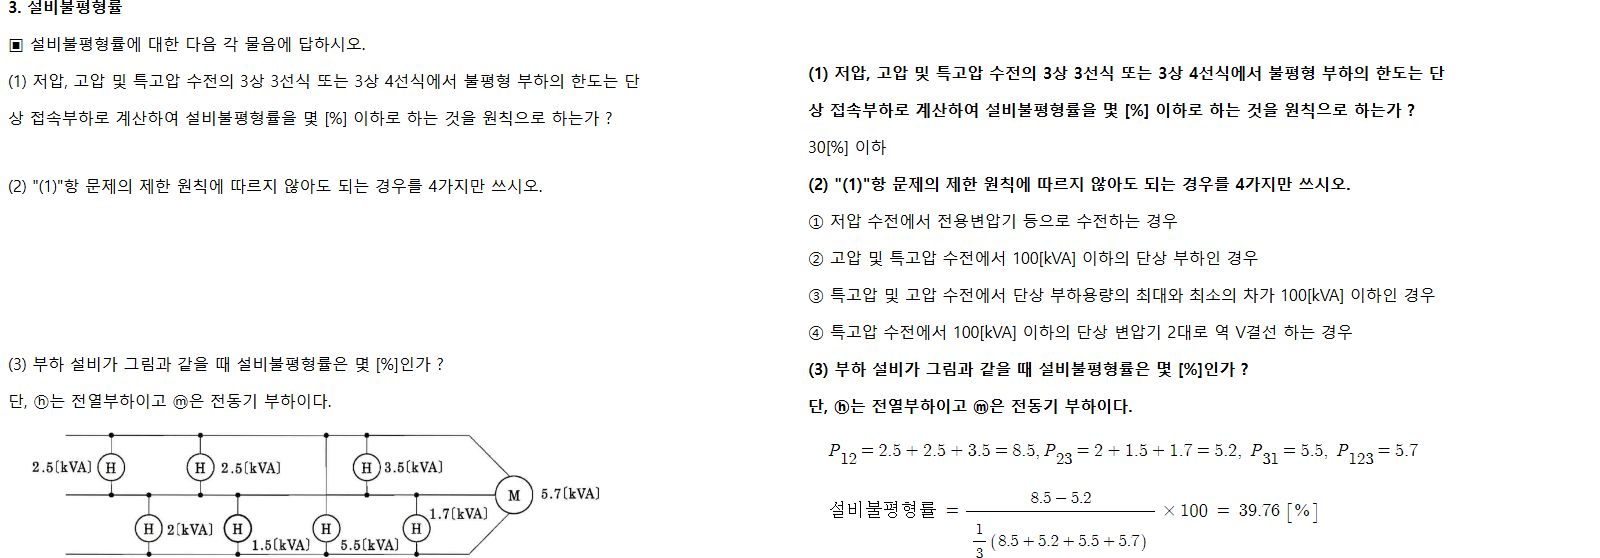 3. 설비불평형률
▣ 설비불평형률에 대한 다음 각 물음에 답하시오.
(1) 저압, 고압 및 특고압 수전의 3상 3선식 또는 3상 4선식에서 불평형 부하의 한도는 단
상 접속부하로 계산하여 설비불평형률을 몇 [%] 이하로 하는 것을 원칙으로 하는가 ?
(2) "(1)"항 문제의 제한 원칙에 따르지 않아도 되는 경우를 4가지만 쓰시오.
(3) 부하 설비가 그림과 같을 때 설비불평형률은 몇 [%]인가 ?
단, ⓗ는 전열부하이고 ⓜ은 전동기 부하이다.
2.5[kVA] H H 2.5[kVA] H 3.5[kVA]
M 5.7[kVA]
H 2[kVA] H 1.5[kVA] H 5.5[kVA] H 1.7[kVA]
(1) 저압, 고압 및 특고압 수전의 3상 3선식 또는 3상 4선식에서 불평형 부하의 한도는 단
상 접속부하로 계산하여 설비불평형률을 몇 [%] 이하로 하는 것을 원칙으로 하는가 ?
30[%] 이하
(2) "(1)"항 문제의 제한 원칙에 따르지 않아도 되는 경우를 4가지만 쓰시오.
① 저압 수전에서 전용변압기 등으로 수전하는 경우
② 고압 및 특고압 수전에서 100[kVA] 이하의 단상 부하인 경우
③ 특고압 및 고압 수전에서 단상 부하용량의 최대와 최소의 차가 100[kVA] 이하인 경우
④ 특고압 수전에서 100[kVA] 이하의 단상 변압기 2대로 역 V결선 하는 경우
(3) 부하 설비가 그림과 같을 때 설비불평형률은 몇 [%]인가 ?
단, ⓗ는 전열부하이고 ⓜ은 전동기 부하이다.
P12 = 2.5 + 2.5 + 3.5 = 8.5, P23 = 2 + 1.5 + 1.7 = 5.2, P31 = 5.5, P123 = 5.7
8.5 − 5.2
설비불평형률 = × 100 = 39.76 [%]
1/3 (8.5 + 5.2 + 5.5 + 5.7)